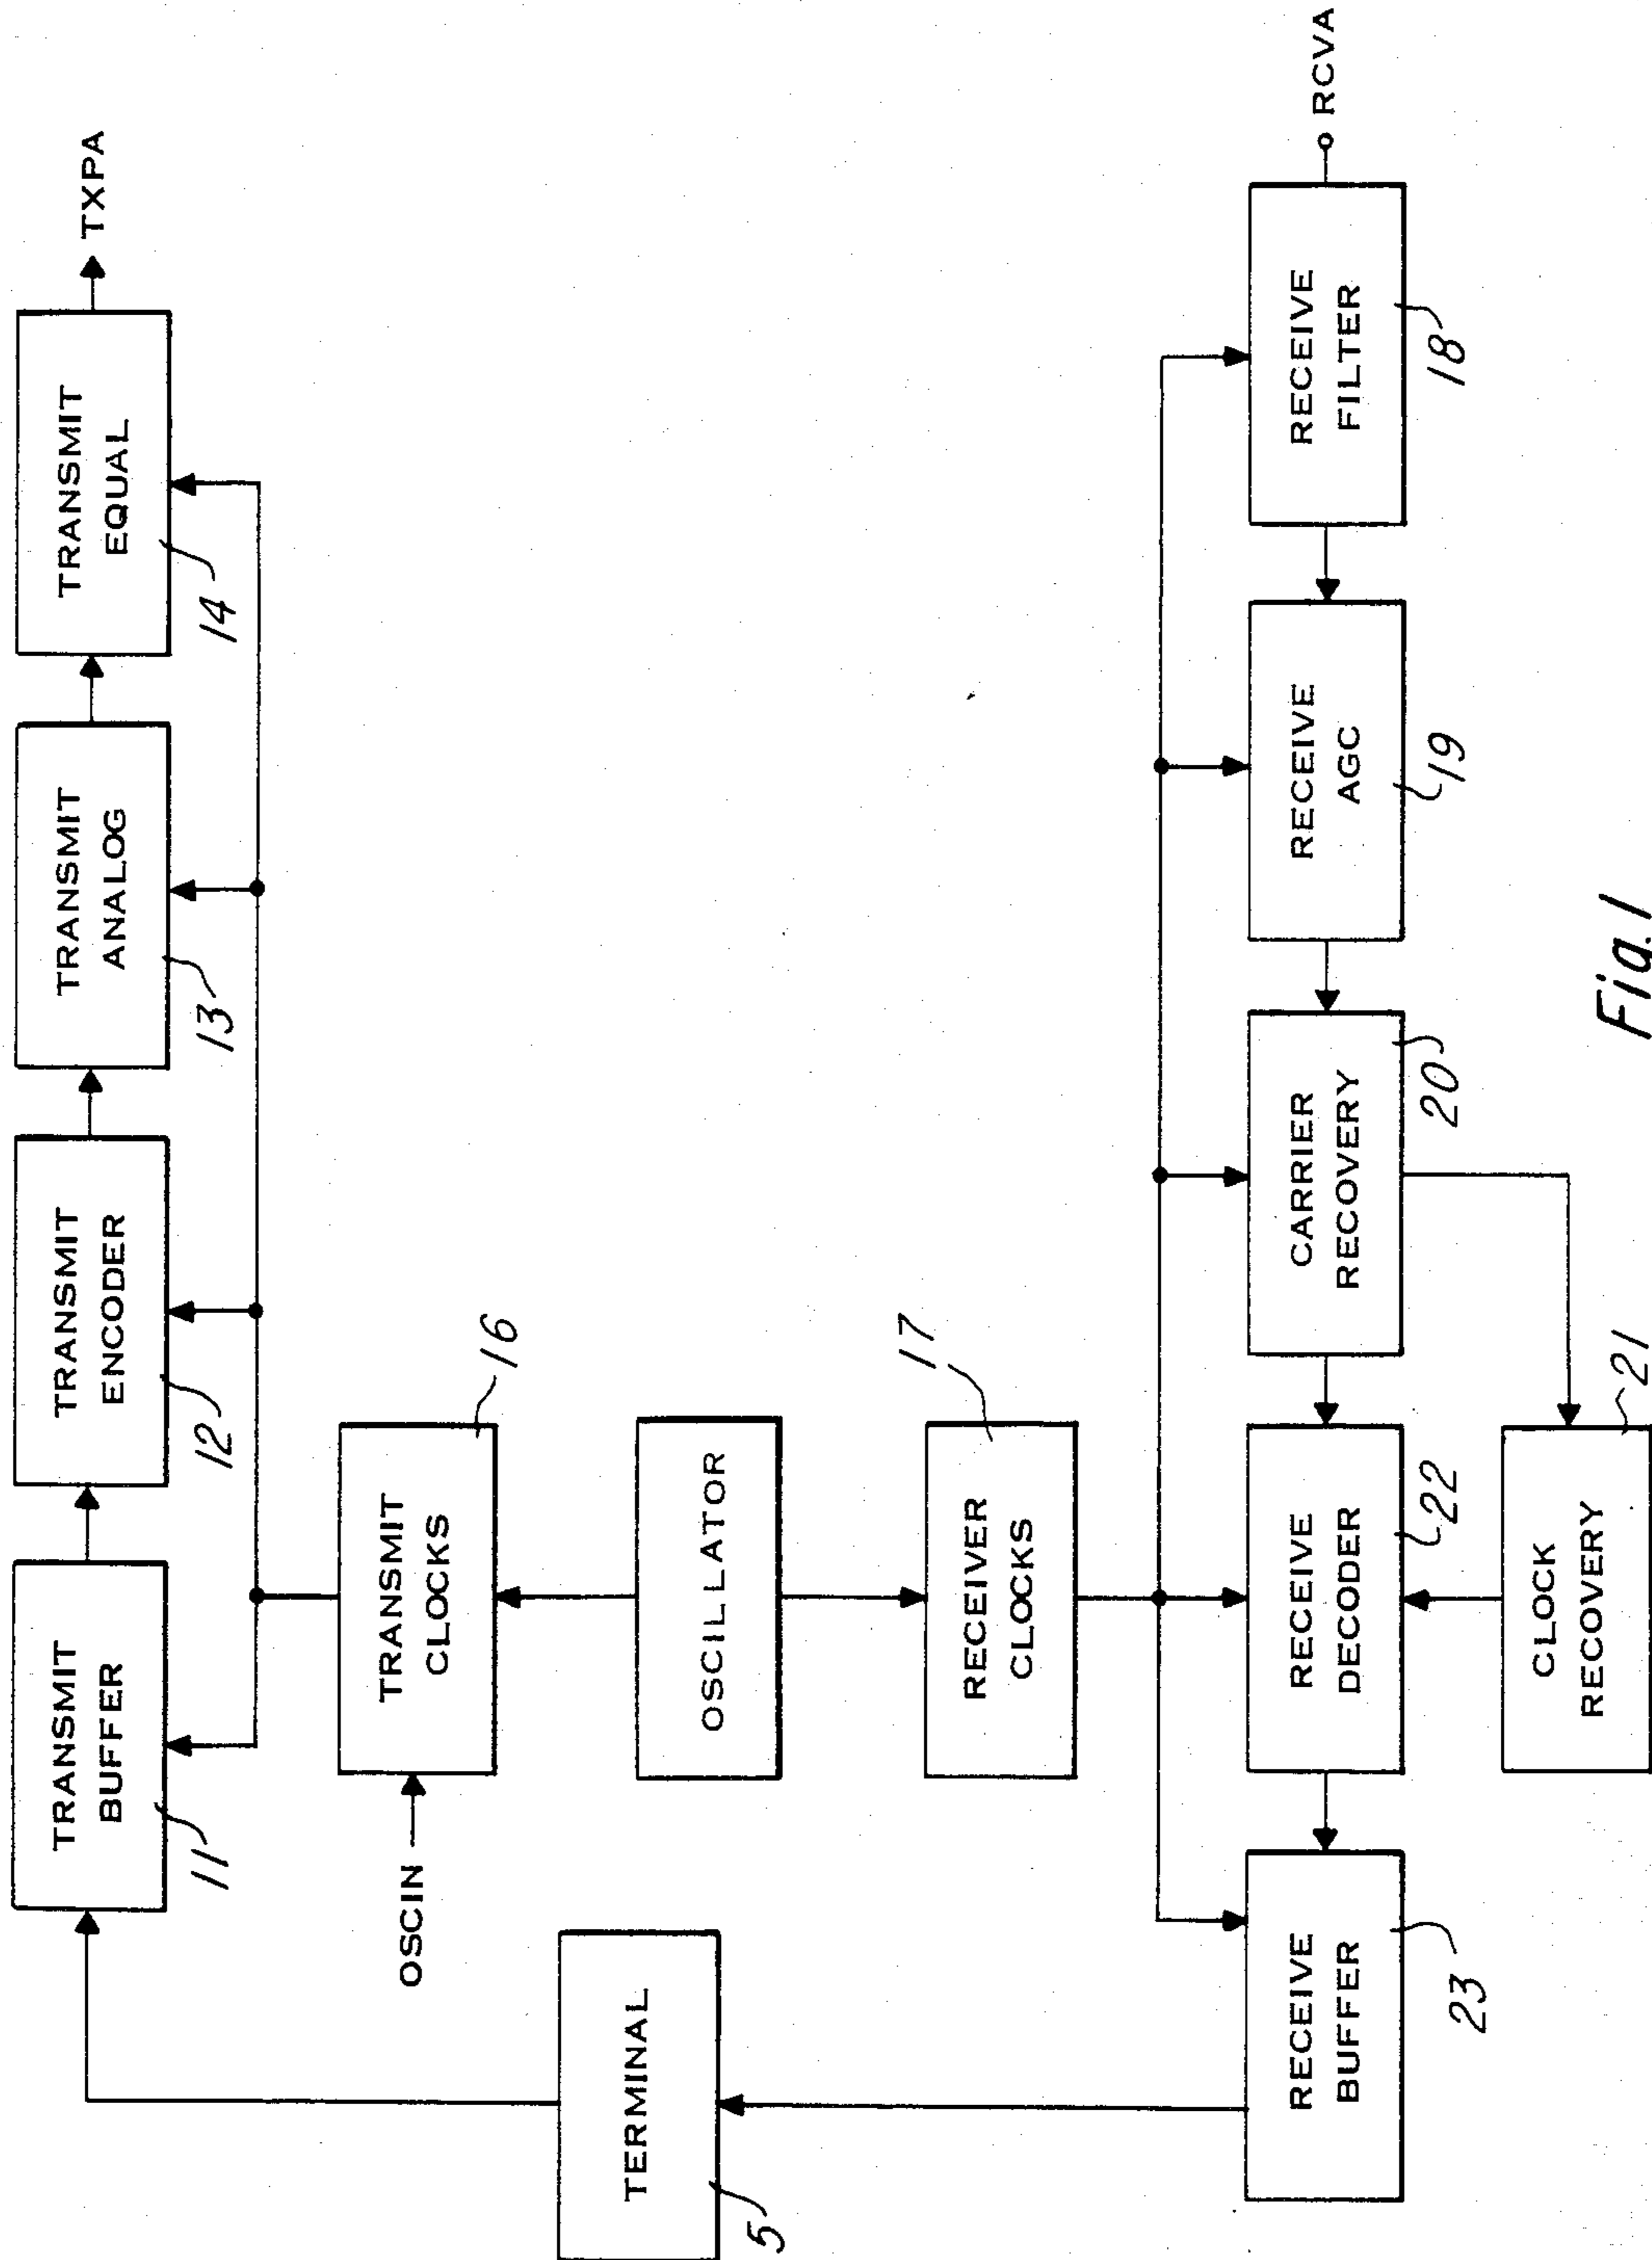 TRANSMIT
BUFFER
11
TRANSMIT
ENCODER
12
TRANSMIT
ANALOG
13
TRANSMIT
EQUAL
14
TXPA
OSCIN
TRANSMIT
CLOCKS
16
TERMINAL
5
OSCILLATOR
RECEIVER
CLOCKS
17
RECEIVE
BUFFER
23
RECEIVE
DECODER
22
CARRIER
RECOVERY
20
RECEIVE
AGC
19
RECEIVE
FILTER
18
RCVA
CLOCK
RECOVERY
21
Fig.1